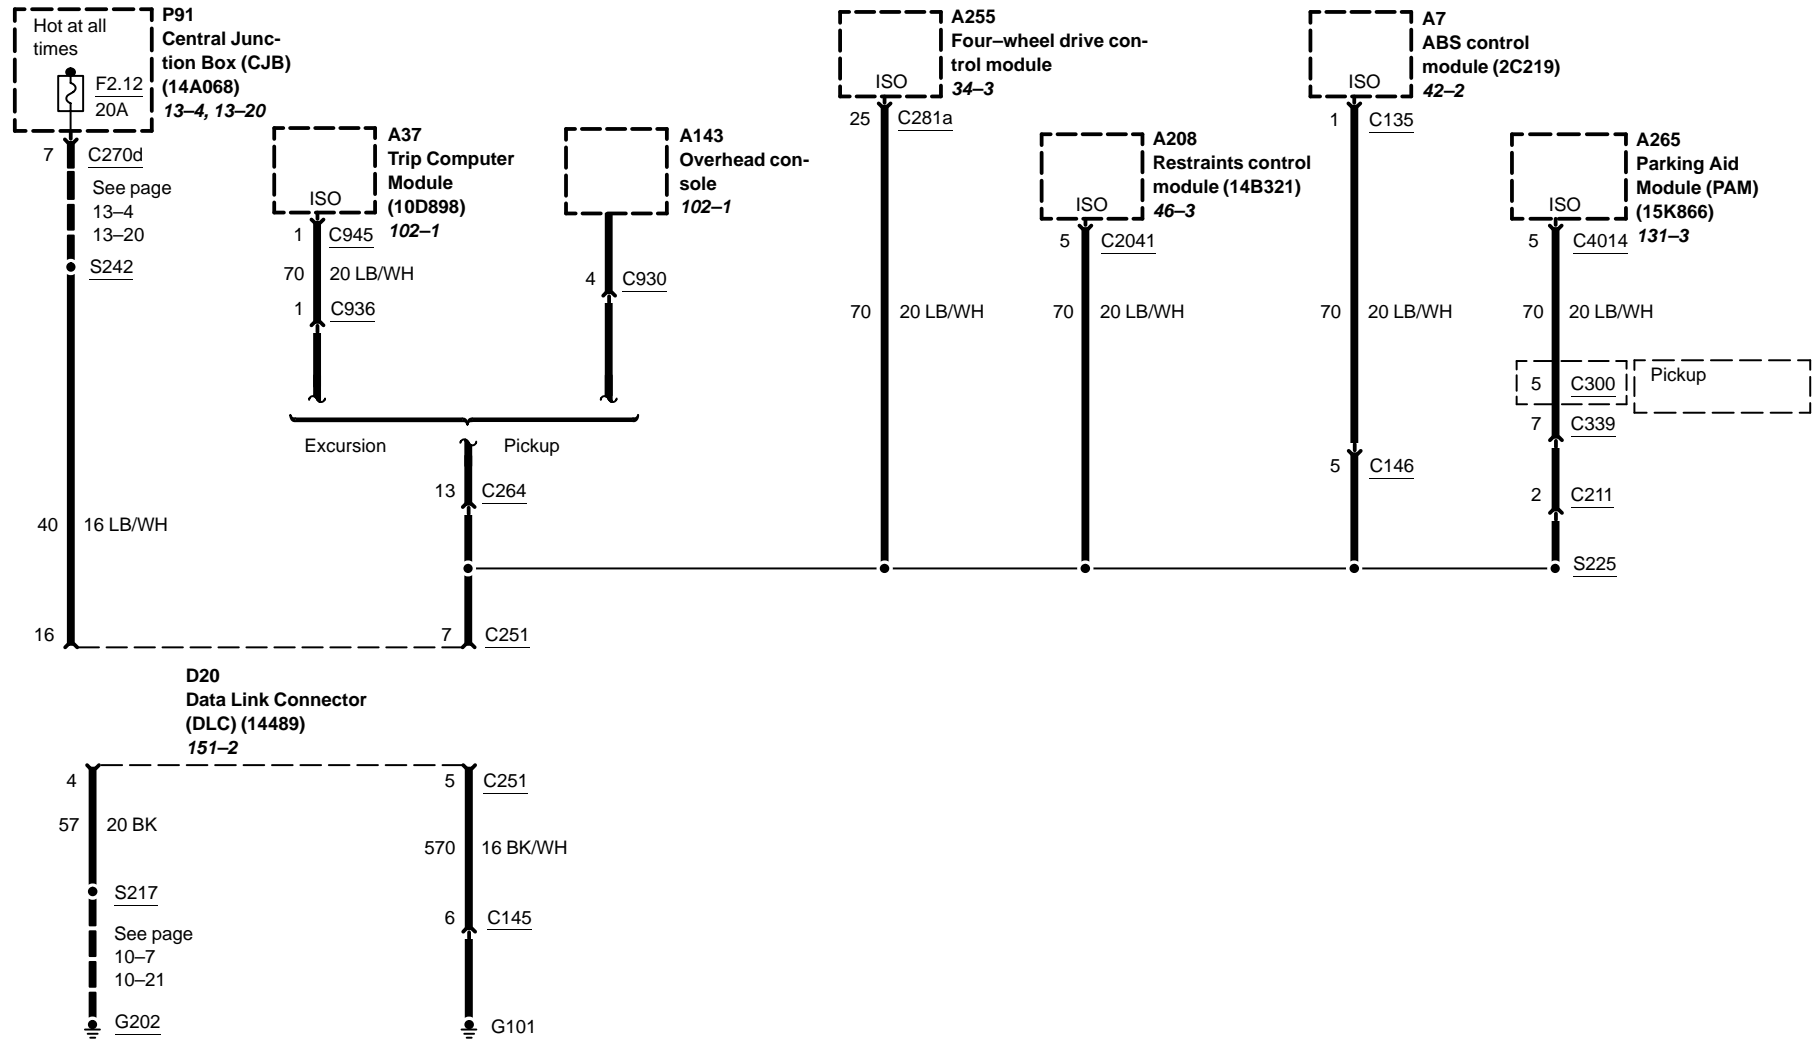 Hot at all
times
F2.12
20A
P91
Central Junc-
tion Box (CJB)
(14A068)
13–4, 13–20
7 C270d
See page
13–4
13–20
S242
40 16 LB/WH
16
A37
Trip Computer
Module
(10D898)
102–1
ISO
1 C945
70 20 LB/WH
1 C936
A143
Overhead con-
sole
102–1
4 C930
Excursion Pickup
13 C264
7 C251
A255
Four–wheel drive con-
trol module
34–3
ISO
25 C281a
70 20 LB/WH
A208
Restraints control
module (14B321)
46–3
ISO
5 C2041
70 20 LB/WH
A7
ABS control
module (2C219)
42–2
ISO
1 C135
70 20 LB/WH
5 C146
A265
Parking Aid
Module (PAM)
(15K866)
131–3
ISO
5 C4014
70 20 LB/WH
5 C300
Pickup
7 C339
2 C211
S225
D20
Data Link Connector
(DLC) (14489)
151–2
4
57 20 BK
S217
See page
10–7
10–21
G202
5 C251
570 16 BK/WH
6 C145
G101